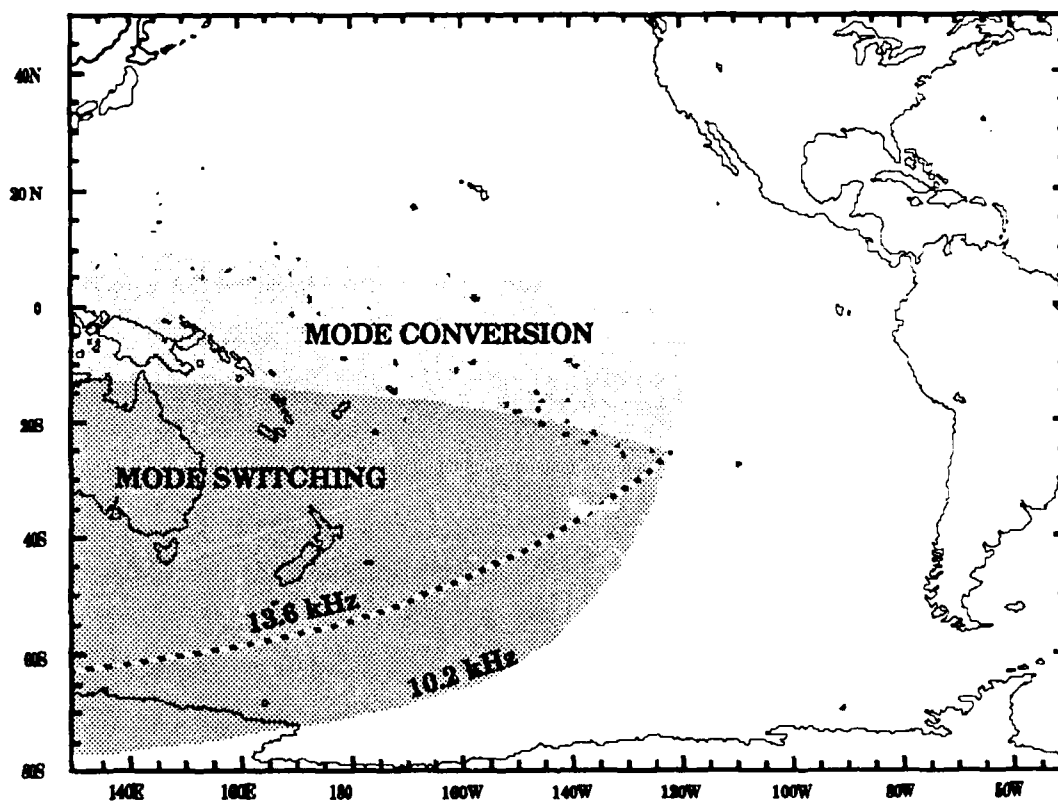 40N
20 N
0
MODE CONVERSION
20S
MODE SWITCHING
40S
13.6 kHz
60S
10.2 kHz
80S
140E 160E 180 160W 140W 120W 100W 80W 60W